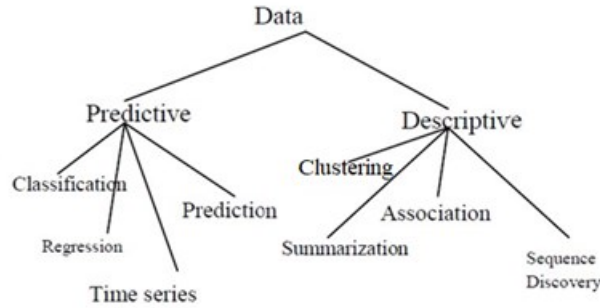 Data
Predictive
Descriptive
Classification
Regression
Time series
Prediction
Clustering
Summarization
Association
Sequence
Discovery